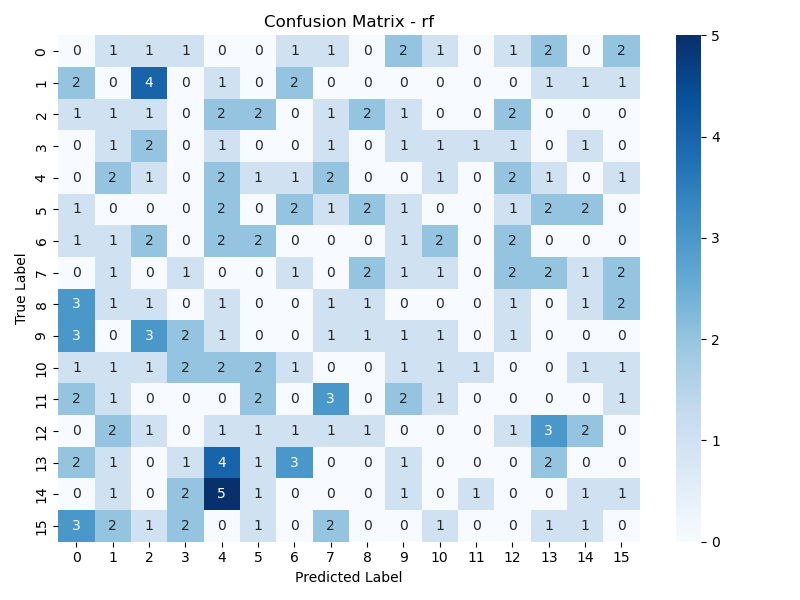 Confusion Matrix - rf
0 0 1 1 1 0 0 1 1 0 2 1 0 1 2 0 2
1 2 0 4 0 1 0 2 0 0 0 0 0 0 1 1 1
2 1 1 1 0 2 2 0 1 2 1 0 0 2 0 0 0
3 0 1 2 0 1 0 0 1 0 1 1 1 1 0 1 0
4 0 2 1 0 2 1 1 2 0 0 1 0 2 1 0 1
5 1 0 0 0 2 0 2 1 2 1 0 0 1 2 2 0
6 1 1 2 0 2 2 0 0 0 1 2 0 2 0 0 0
7 0 1 0 1 0 0 1 0 2 1 1 0 2 2 1 2
8 3 1 1 0 1 0 0 1 1 0 0 0 1 0 1 2
9 3 0 3 2 1 0 0 1 1 1 1 0 1 0 0 0
10 1 1 1 2 2 2 1 0 0 1 1 1 0 0 1 1
11 2 1 0 0 0 2 0 3 0 2 1 0 0 0 0 1
12 0 2 1 0 1 1 1 1 1 0 0 0 1 3 2 0
13 2 1 0 1 4 1 3 0 0 1 0 0 0 2 0 0
14 0 1 0 2 5 1 0 0 0 1 0 1 0 0 1 1
15 3 2 1 2 0 1 0 2 0 0 1 0 0 1 1 0
0 1 2 3 4 5 6 7 8 9 10 11 12 13 14 15
Predicted Label
True Label
5
4
3
2
1
0